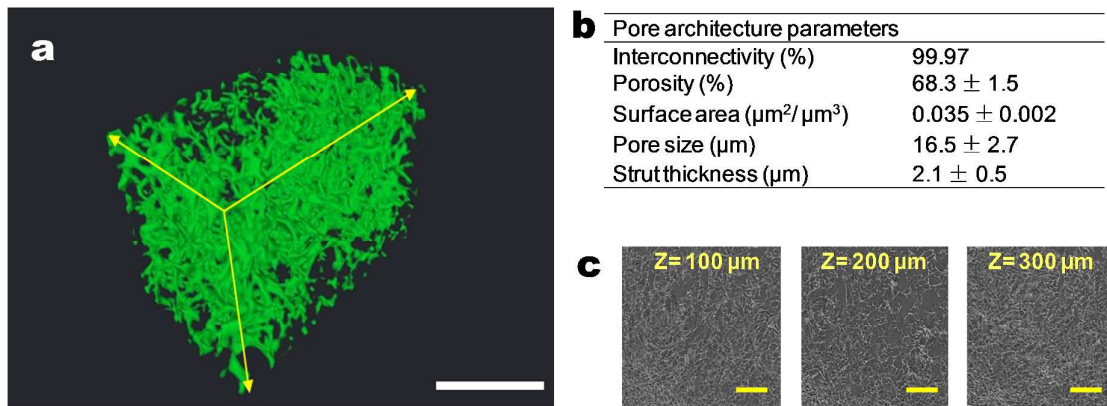 a
b
Pore architecture parameters
Interconnectivity (%) 99.97
Porosity (%) 68.3 ± 1.5
Surface area (µm²/ µm³) 0.035 ± 0.002
Pore size (µm) 16.5 ± 2.7
Strut thickness (µm) 2.1 ± 0.5
c
Z= 100 µm Z= 200 µm Z= 300 µm